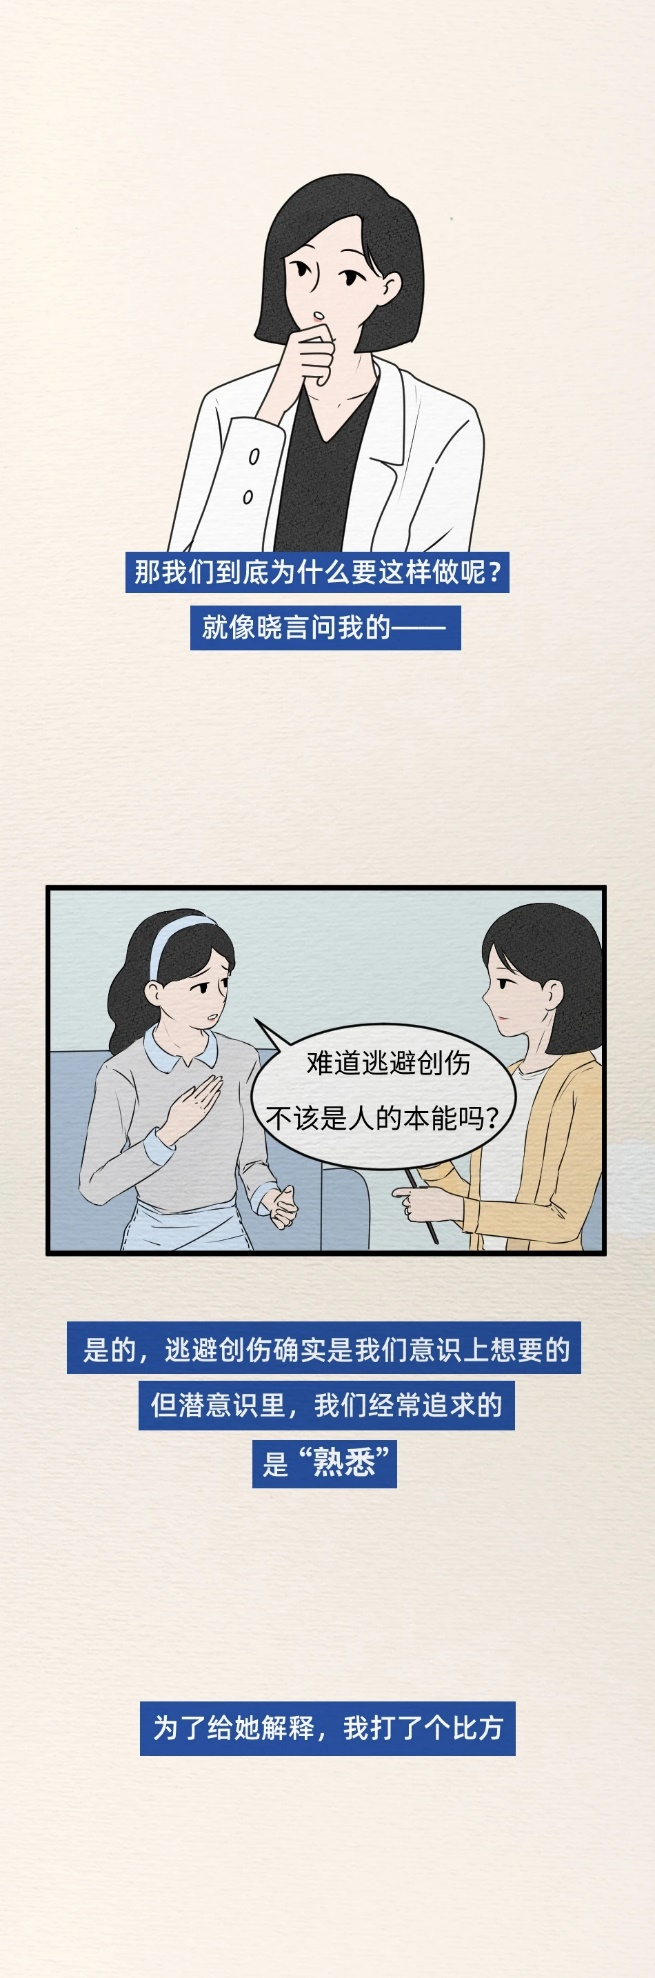 那我们到底为什么要这样做呢？
就像晓言问我的——
难道逃避创伤
不该是人的本能吗？
是的，逃避创伤确实是我们意识上想要的
但潜意识里，我们经常追求的
是“熟悉”
为了给她解释，我打了个比方